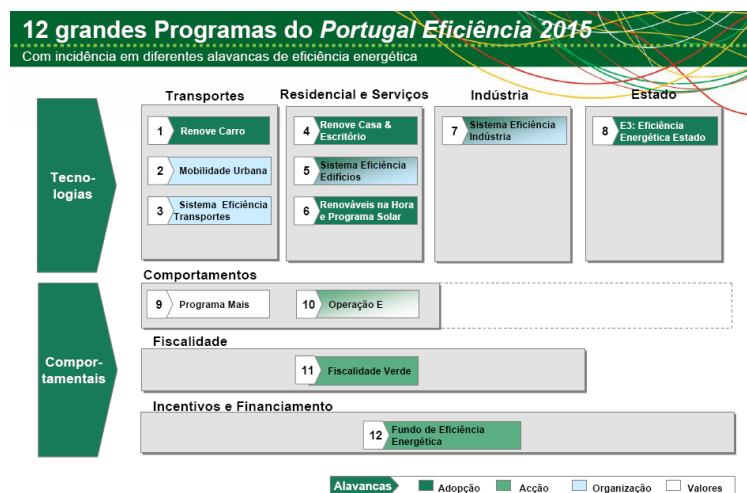 12 grandes Programas do Portugal Eficiência 2015
Com incidência em diferentes alavancas de eficiência energética
Transportes
Residencial e Serviços
Indústria
Estado
Tecno-
logias
1 Renove Carro
2 Mobilidade Urbana
3 Sistema Eficiência
Transportes
4 Renove Casa &
Escritório
5 Sistema Eficiência
Edifícios
6 Renováveis na Hora
e Programa Solar
7 Sistema Eficiência
Indústria
8 E3: Eficiência
Energética Estado
Compor-
tamentais
Comportamentos
9 Programa Mais
10 Operação E
Fiscalidade
11 Fiscalidade Verde
Incentivos e Financiamento
12 Fundo de Eficiência
Energética
Alavancas
Adopção
Acção
Organização
Valores